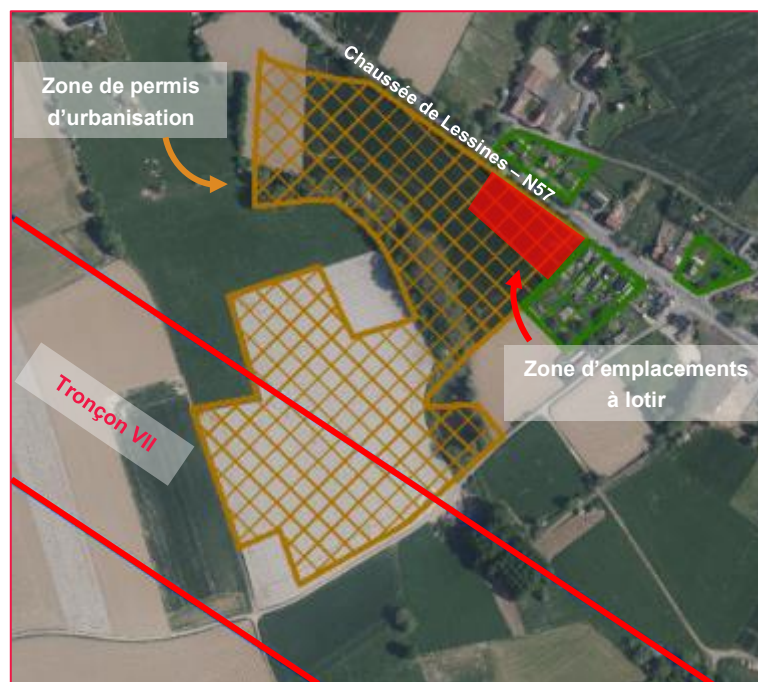 Chaussée de Lessines – N57
Zone de permis
d'urbanisation
Tronçon VII
Zone d'emplacements
à lotir